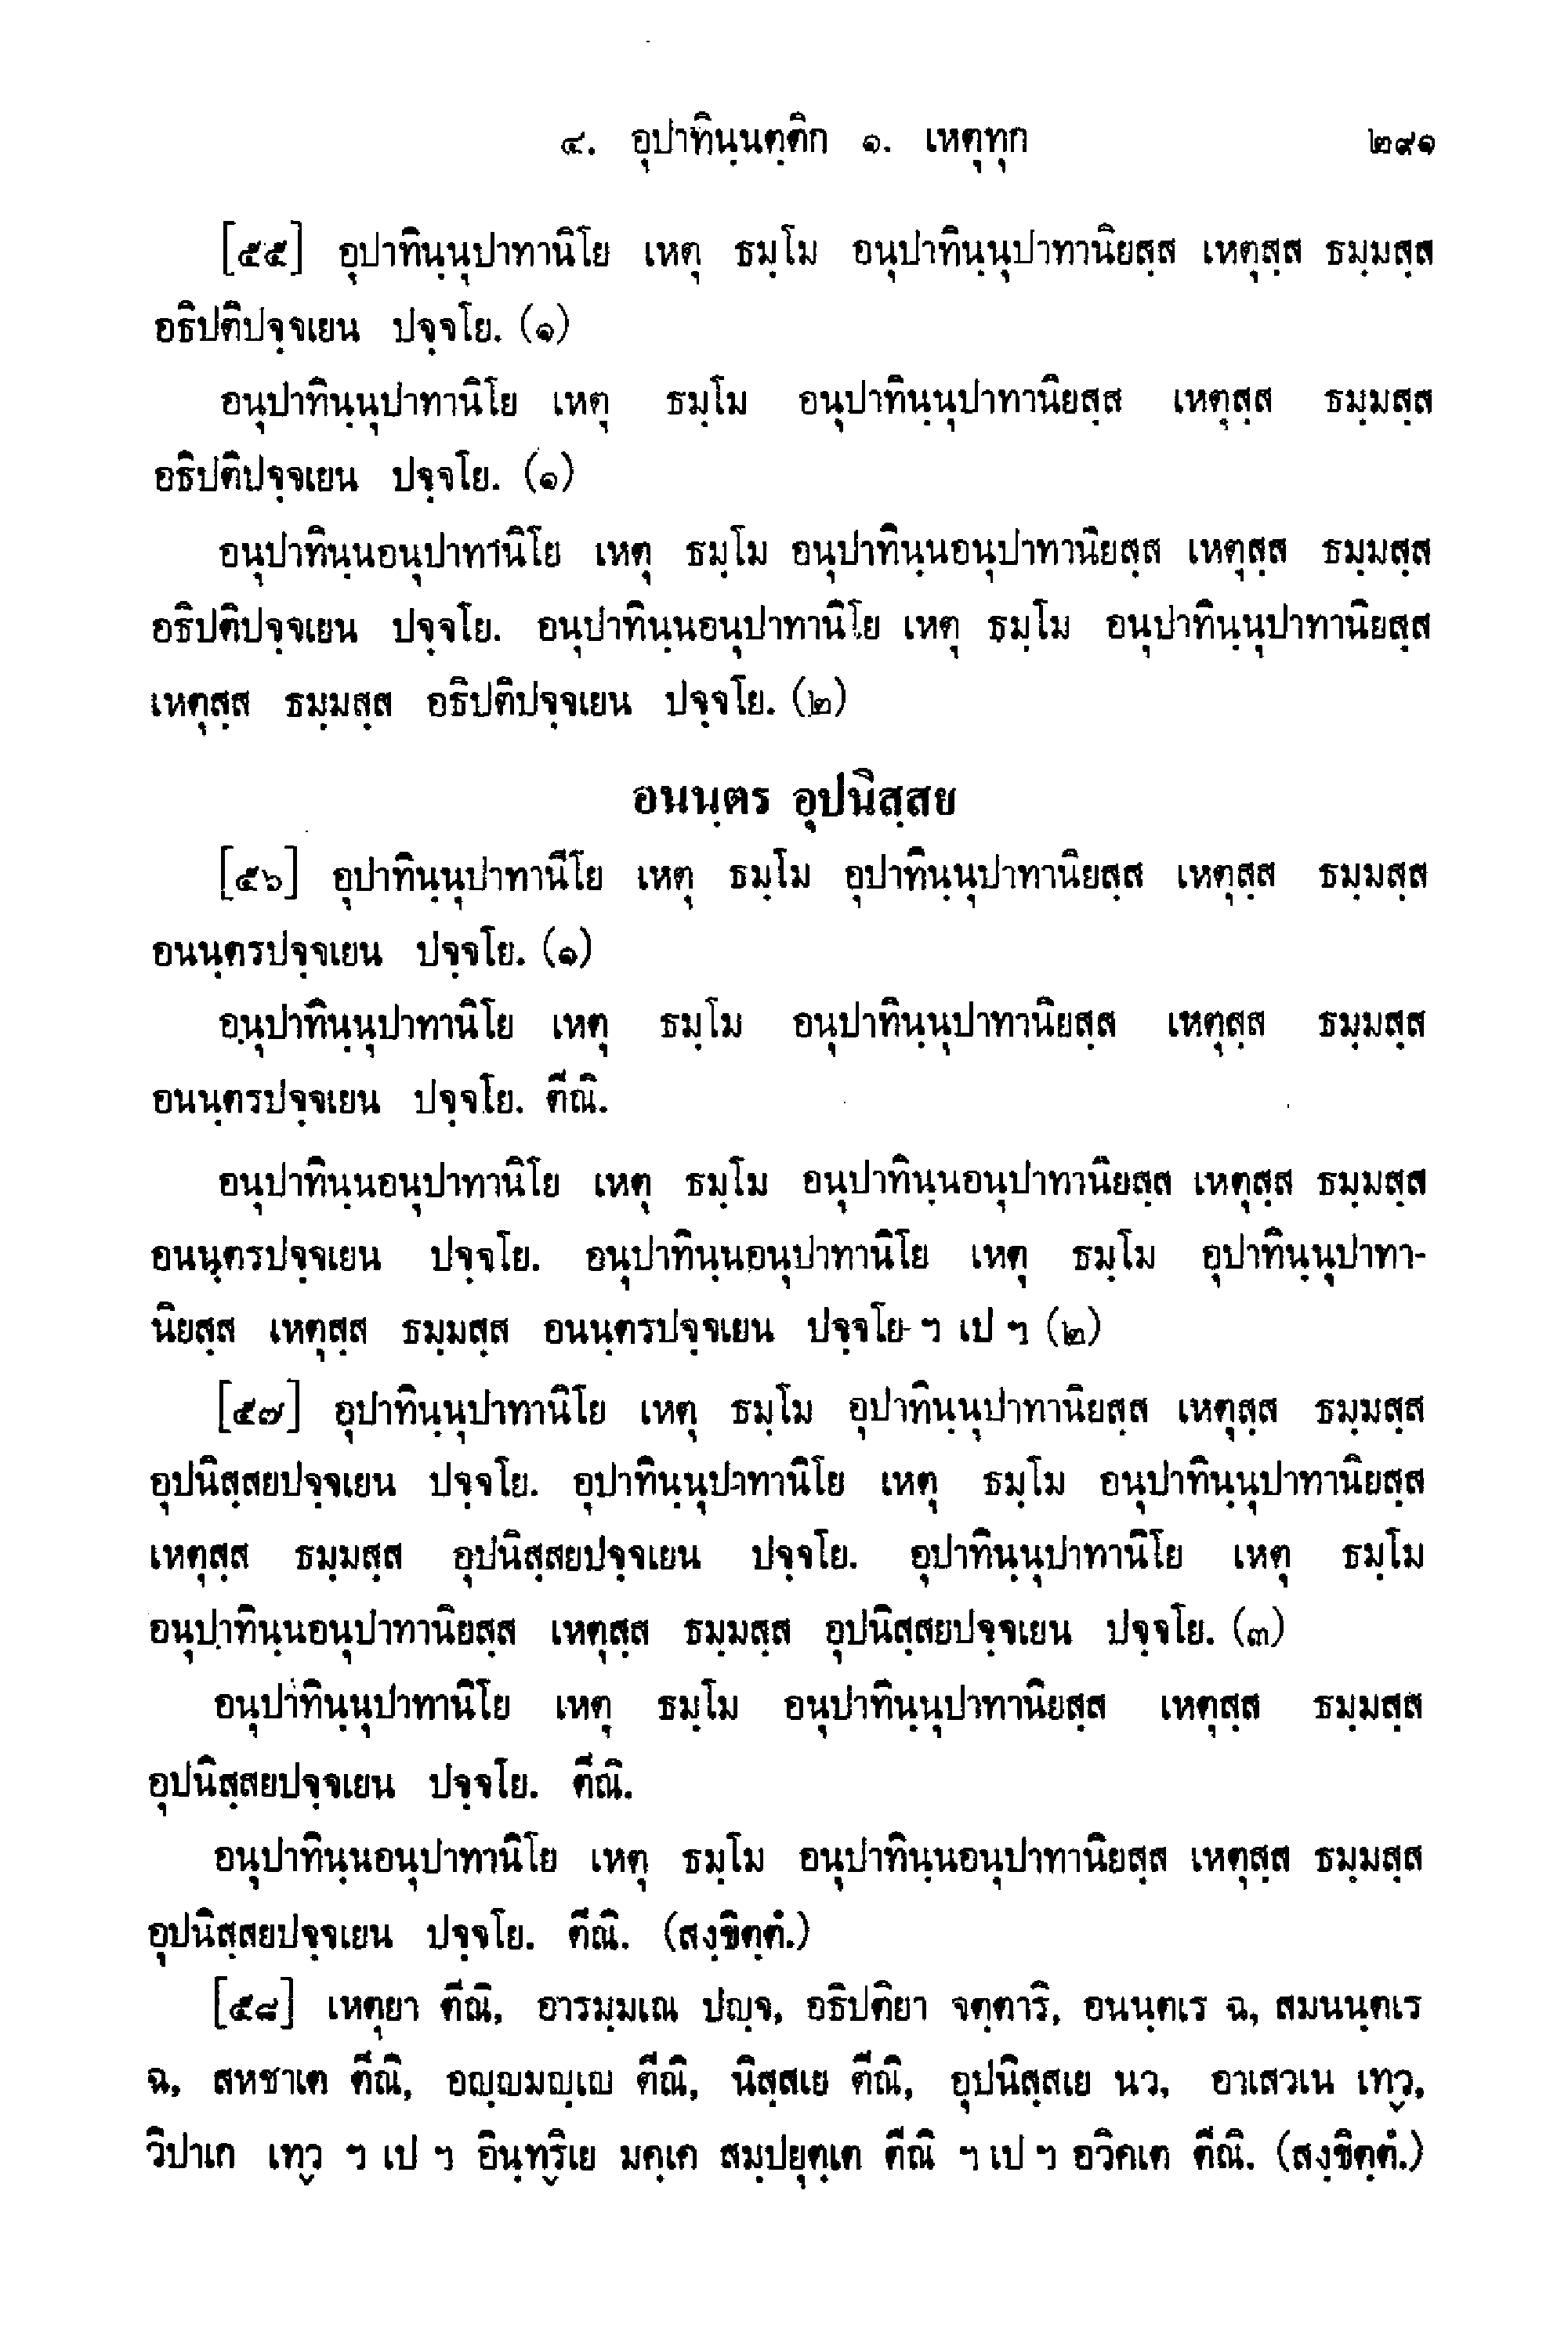 ๔. อุปาทินฺนตฺติก ๑. เหตุทุก ๒๙๑
[๕๕] อุปาทินฺนุปาทานิโย เหตุ ธมฺโม อนุปาทินฺนุปาทานิยสฺส เหตุสฺส ธมฺมสฺส
อธิปติปจฺจเยน ปจฺจโย. (๑)
อนุปาทินฺนุปาทานิโย เหตุ ธมฺโม อนุปาทินฺนุปาทานิยสฺส เหตุสฺส ธมฺมสฺส
อธิปติปจฺจเยน ปจฺจโย. (๑)
อนุปาทินฺนอนุปาทานิโย เหตุ ธมฺโม อนุปาทินฺนอนุปาทานิยสฺส เหตุสฺส ธมฺมสฺส
อธิปติปจฺจเยน ปจฺจโย. อนุปาทินฺนอนุปาทานิโย เหตุ ธมฺโม อนุปาทินฺนุปาทานิยสฺส
เหตุสฺส ธมฺมสฺส อธิปติปจฺจเยน ปจฺจโย. (๒)
อนนฺตร อุปนิสฺสย
[๕๖] อุปาทินฺนุปาทานิโย เหตุ ธมฺโม อุปาทินฺนุปาทานิยสฺส เหตุสฺส ธมฺมสฺส
อนนฺตรปจฺจเยน ปจฺจโย. (๑)
อนุปาทินฺนุปาทานิโย เหตุ ธมฺโม อนุปาทินฺนุปาทานิยสฺส เหตุสฺส ธมฺมสฺส
อนนฺตรปจฺจเยน ปจฺจโย. ตีณิ.
อนุปาทินฺนอนุปาทานิโย เหตุ ธมฺโม อนุปาทินฺนอนุปาทานิยสฺส เหตุสฺส ธมฺมสฺส
อนนฺตรปจฺจเยน ปจฺจโย. อนุปาทินฺนอนุปาทานิโย เหตุ ธมฺโม อุปาทินฺนุปาทา-
นิยสฺส เหตุสฺส ธมฺมสฺส อนนฺตรปจฺจเยน ปจฺจโย ฯ เป ฯ (๒)
[๕๗] อุปาทินฺนุปาทานิโย เหตุ ธมฺโม อุปาทินฺนุปาทานิยสฺส เหตุสฺส ธมฺมสฺส
อุปนิสฺสยปจฺจเยน ปจฺจโย. อุปาทินฺนุปาทานิโย เหตุ ธมฺโม อนุปาทินฺนุปาทานิยสฺส
เหตุสฺส ธมฺมสฺส อุปนิสฺสยปจฺจเยน ปจฺจโย. อุปาทินฺนุปาทานิโย เหตุ ธมฺโม
อนุปาทินฺนอนุปาทานิยสฺส เหตุสฺส ธมฺมสฺส อุปนิสฺสยปจฺจเยน ปจฺจโย. (๓)
อนุปาทินฺนุปาทานิโย เหตุ ธมฺโม อนุปาทินฺนุปาทานิยสฺส เหตุสฺส ธมฺมสฺส
อุปนิสฺสยปจฺจเยน ปจฺจโย. ตีณิ.
อนุปาทินฺนอนุปาทานิโย เหตุ ธมฺโม อนุปาทินฺนอนุปาทานิยสฺส เหตุสฺส ธมฺมสฺส
อุปนิสฺสยปจฺจเยน ปจฺจโย. ตีณิ. (สงฺขิตฺตํ.)
[๕๘] เหตุยา ตีณิ, อารมฺมเณ ปญฺจ, อธิปติยา จตฺตาริ, อนนฺตเร ฉ, สมนนฺตเร
ฉ, สหชาเต ตีณิ, อญฺญมญฺเญ ตีณิ, นิสฺสเย ตีณิ, อุปนิสฺสเย นว, อาเสวเน เทฺว,
วิปาเก เทฺว ฯ เป ฯ อินฺทฺริเย มคฺเค สมฺปยุตฺเต ตีณิ ฯ เป ฯ อวิคเต ตีณิ. (สงฺขิตฺตํ.)